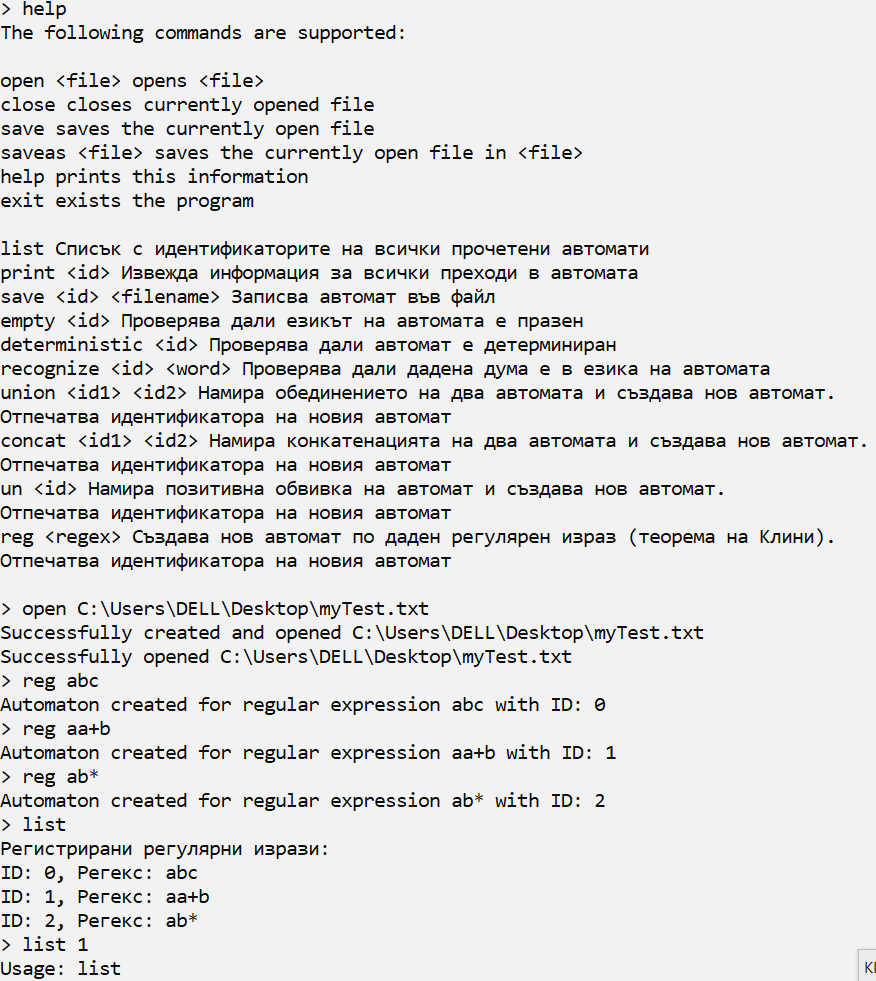 > help
The following commands are supported:
open <file> opens <file>
close closes currently opened file
save saves the currently open file
saveas <file> saves the currently open file in <file>
help prints this information
exit exists the program
list Списък с идентификаторите на всички прочетени автомати
print <id> Извежда информация за всички преходи в автомата
save <id> <filename> Записва автомат във файл
empty <id> Проверява дали езикът на автомата е празен
deterministic <id> Проверява дали автомат е детерминиран
recognize <id> <word> Проверява дали дадена дума е в езика на автомата
union <id1> <id2> Намира обединението на два автомата и създава нов автомат.
Отпечатва идентификатора на новия автомат
concat <id1> <id2> Намира конкатенацията на два автомата и създава нов автомат.
Отпечатва идентификатора на новия автомат
un <id> Намира позитивна обвивка на автомат и създава нов автомат.
Отпечатва идентификатора на новия автомат
reg <regex> Създава нов автомат по даден регулярен израз (теорема на Клини).
Отпечатва идентификатора на новия автомат
> open C:\Users\DELL\Desktop\myTest.txt
Successfully created and opened C:\Users\DELL\Desktop\myTest.txt
Successfully opened C:\Users\DELL\Desktop\myTest.txt
> reg abc
Automaton created for regular expression abc with ID: 0
> reg aa+b
Automaton created for regular expression aa+b with ID: 1
> reg ab*
Automaton created for regular expression ab* with ID: 2
> list
Регистрирани регулярни изрази:
ID: 0, Регекс: abc
ID: 1, Регекс: aa+b
ID: 2, Регекс: ab*
> list 1
Usage: list